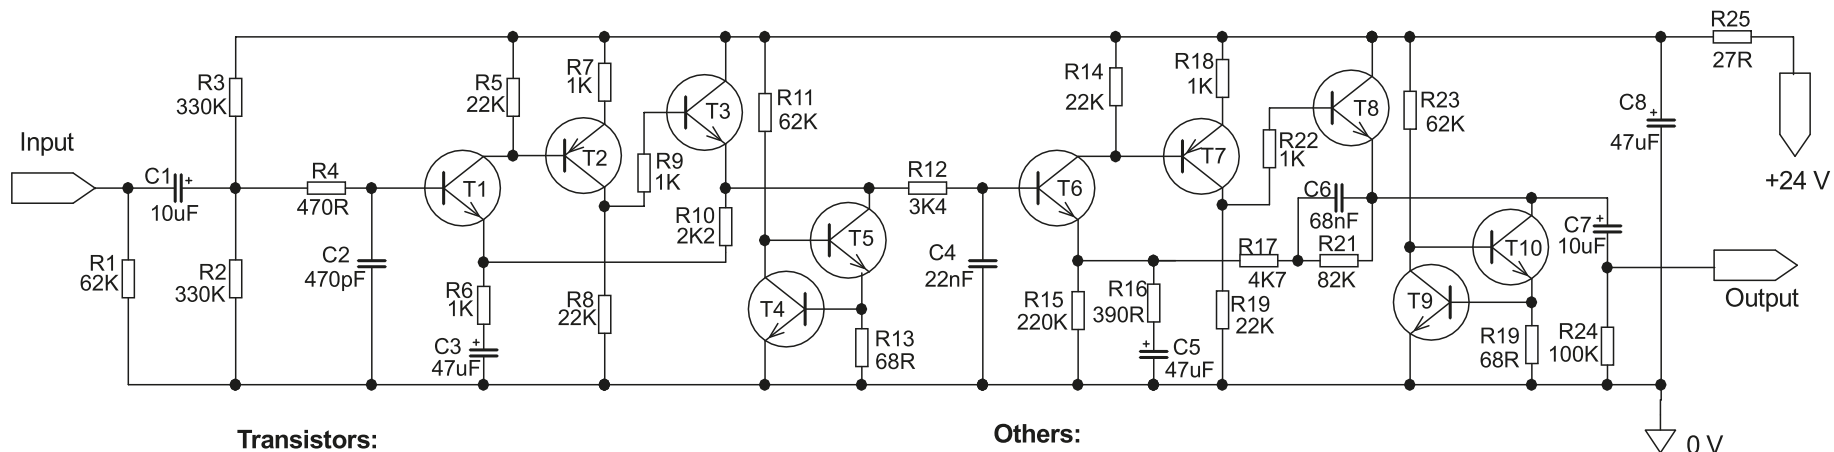 Input
C1
+
10uF
R1
62K
R3
330K
R2
330K
R4
470R
C2
470pF
T1
R5
22K
R6
1K
C3
+
47uF
R7
1K
T2
R8
22K
R9
1K
T3
R10
2K2
R11
62K
T5
T4
R13
68R
R12
3K4
C4
22nF
T6
R14
22K
R15
220K
R16
390R
C5
+
47uF
R17
4K7
R18
1K
T7
R19
22K
R22
1K
T8
C6
68nF
R21
82K
R23
62K
T10
T9
R19
68R
C7
+
10uF
R24
100K
Output
C8
+
47uF
R25
27R
+24 V
0 V
Transistors:
Others: